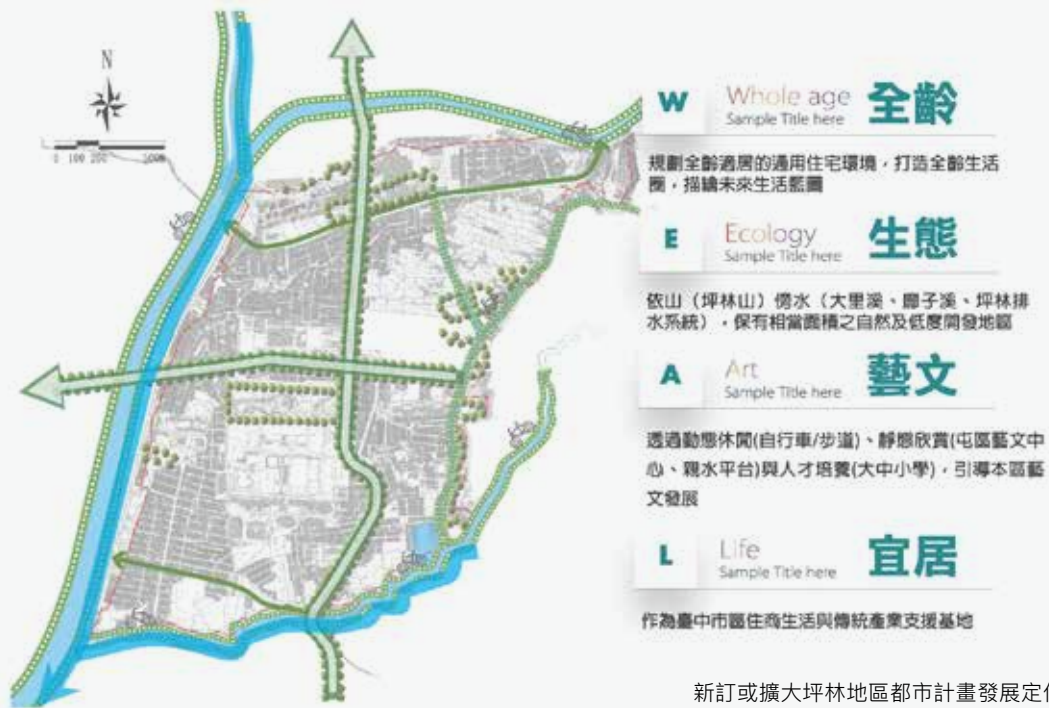 N
0 100 200 500m
W
Whole age
Sample Title here
全齡
規劃全齡適居的通用住宅環境，打造全齡生活
圈，描繪未來生活藍圖
E
Ecology
Sample Title here
生態
依山（坪林山）傍水（大里溪、廍子溪、坪林排
水系統），保有相當面積之自然及低度開發地區
A
Art
Sample Title here
藝文
透過動態休閒(自行車/步道)、靜態欣賞(屯區藝文中
心、親水平台)與人才培養(大中小學)，引導本區藝
文發展
L
Life
Sample Title here
宜居
作為臺中市區住商生活與傳統產業支援基地
新訂或擴大坪林地區都市計畫發展定位